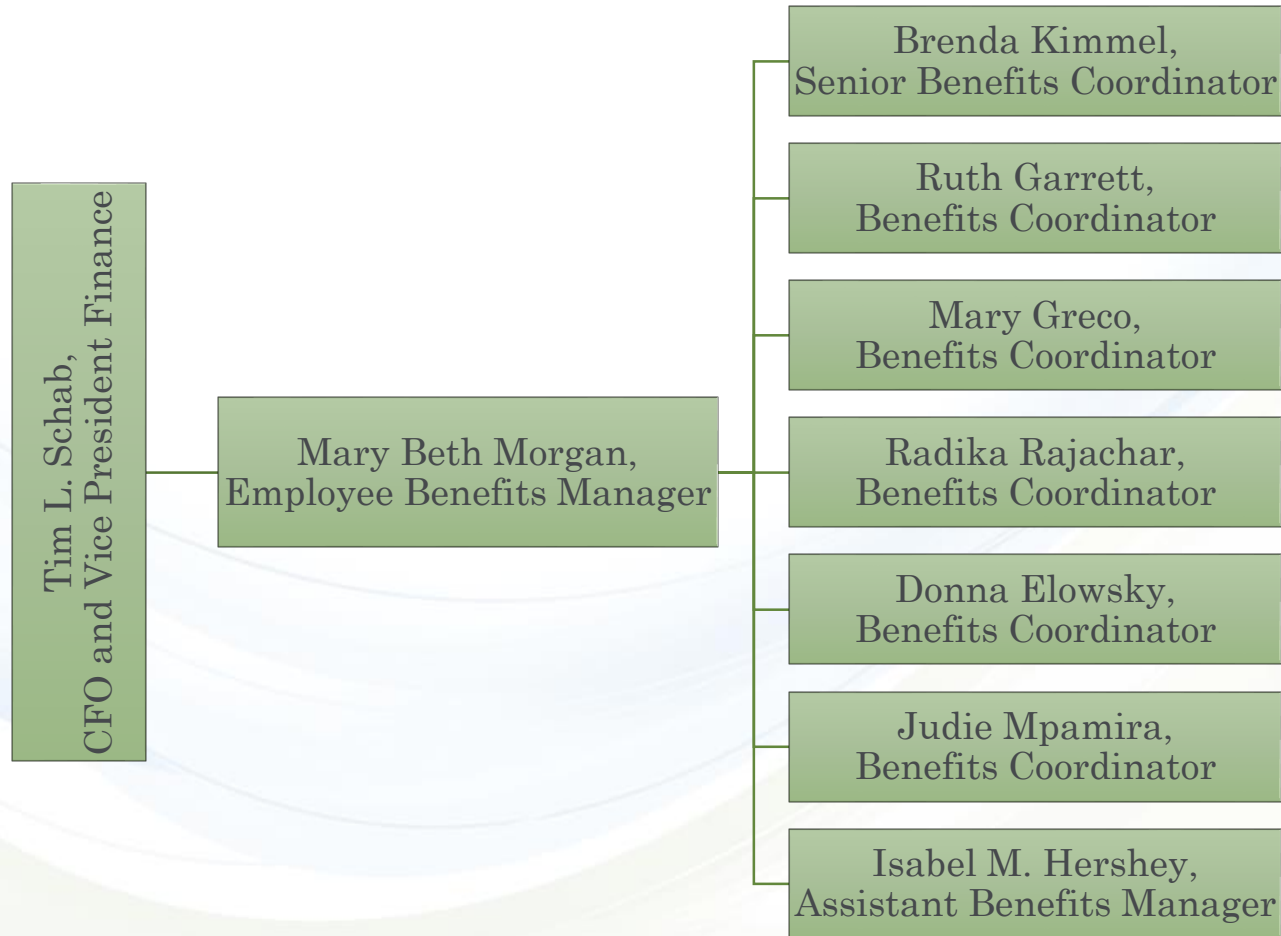 Tim L. Schab,
CFO and Vice President Finance
Mary Beth Morgan,
Employee Benefits Manager
Brenda Kimmel,
Senior Benefits Coordinator
Ruth Garrett,
Benefits Coordinator
Mary Greco,
Benefits Coordinator
Radika Rajachar,
Benefits Coordinator
Donna Elowsky,
Benefits Coordinator
Judie Mpamira,
Benefits Coordinator
Isabel M. Hershey,
Assistant Benefits Manager